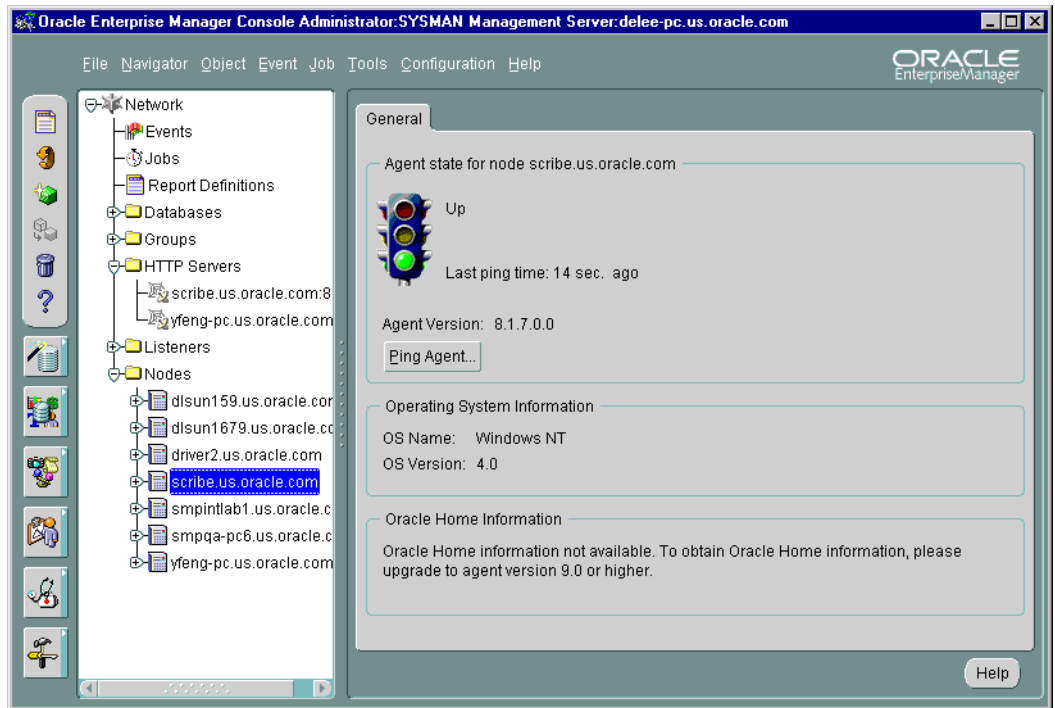 Oracle Enterprise Manager Console Administrator:SYSMAN Management Server:delee-pc.us.oracle.com
File Navigator Object Event Job Tools Configuration Help
ORACLE
EnterpriseManager
Network
Events
Jobs
Report Definitions
Databases
Groups
HTTP Servers
scribe.us.oracle.com:8
yfeng-pc.us.oracle.com
Listeners
Nodes
dlsun159.us.oracle.cor
dlsun1679.us.oracle.cc
driver2.us.oracle.com
scribe.us.oracle.com
smpintlab1.us.oracle.c
smpqa-pc6.us.oracle.c
yfeng-pc.us.oracle.com
General
Agent state for node scribe.us.oracle.com
Up
Last ping time: 14 sec. ago
Agent Version: 8.1.7.0.0
Ping Agent...
Operating System Information
OS Name: Windows NT
OS Version: 4.0
Oracle Home Information
Oracle Home information not available. To obtain Oracle Home information, please
upgrade to agent version 9.0 or higher.
Help